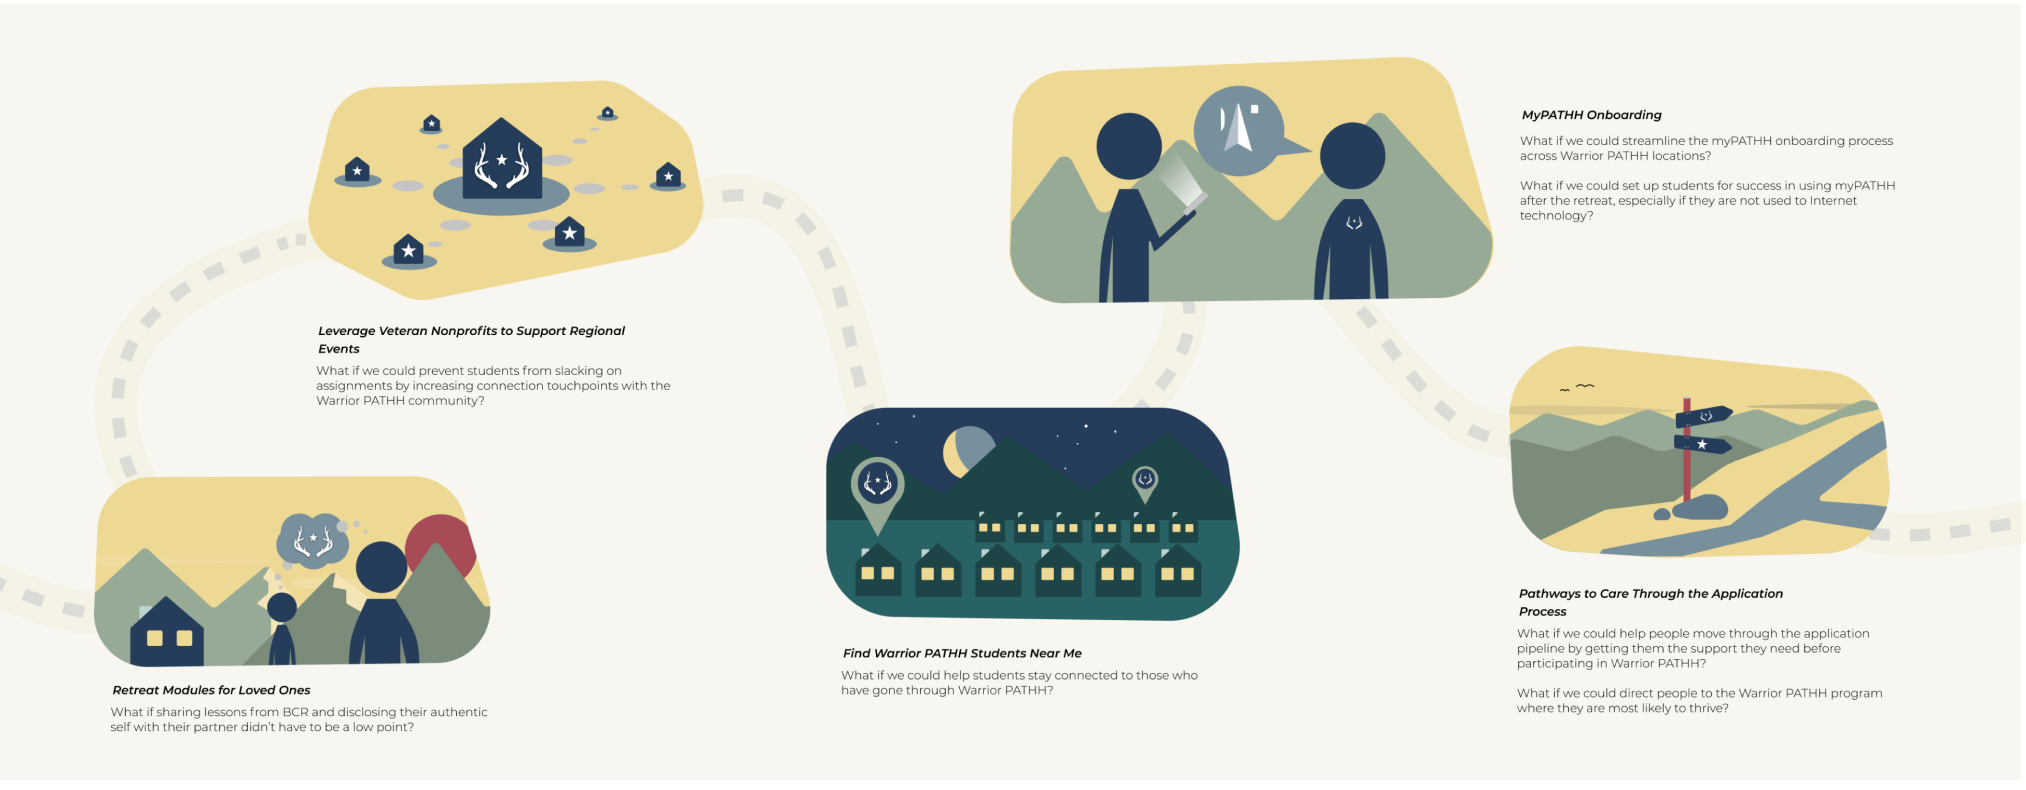 Leverage Veteran Nonprofits to Support Regional
Events
What if we could prevent students from slacking on
assignments by increasing connection touchpoints with the
Warrior PATHH community?
Retreat Modules for Loved Ones
What if sharing lessons from BCR and disclosing their authentic
self with their partner didn't have to be a low point?
Find Warrior PATHH Students Near Me
What if we could help students stay connected to those who
have gone through Warrior PATHH?
MyPATHH Onboarding
What if we could streamline the myPATHH onboarding process
across Warrior PATHH locations?
What if we could set up students for success in using myPATHH
after the retreat, especially if they are not used to Internet
technology?
Pathways to Care Through the Application
Process
What if we could help people move through the application
pipeline by getting them the support they need before
participating in Warrior PATHH?
What if we could direct people to the Warrior PATHH program
where they are most likely to thrive?